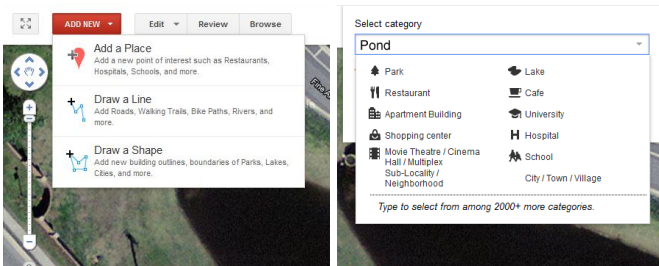 ADD NEW
Edit
Review
Browse
Add a Place
Add a new point of interest such as Restaurants,
Hospitals, Schools, and more.
Draw a Line
Add Roads, Walking Trails, Bike Paths, Rivers, and
more.
Draw a Shape
Add new building outlines, boundaries of Parks, Lakes,
Cities, and more.
Select category
Pond
Park
Lake
Restaurant
Cafe
Apartment Building
University
Shopping center
H Hospital
Movie Theatre / Cinema
Hall / Multiplex
School
Sub-Locality /
Neighborhood
City / Town / Village
Type to select from among 2000+ more categories.